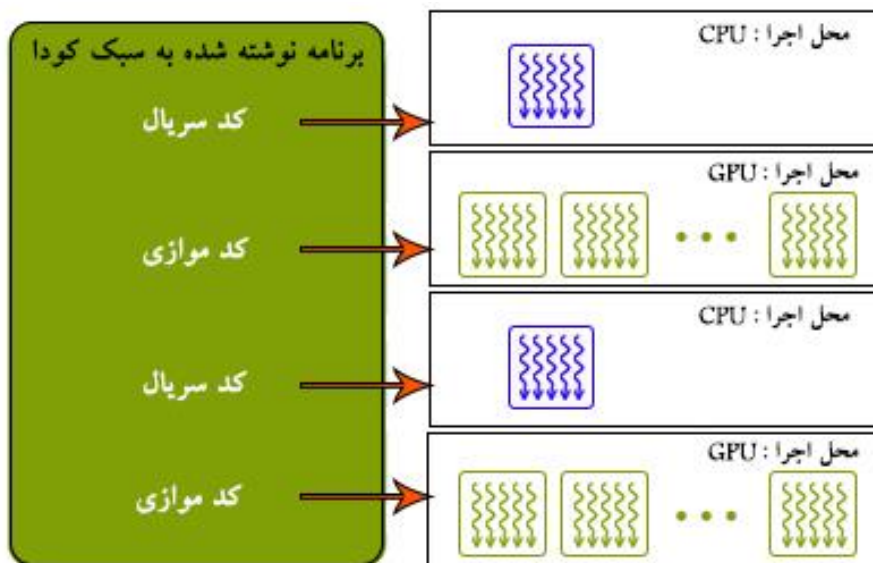 برنامه نوشته شده به سبک کودا
محل اجرا : CPU
کد سریال
محل اجرا : GPU
کد موازی
محل اجرا : CPU
کد سریال
محل اجرا : GPU
کد موازی